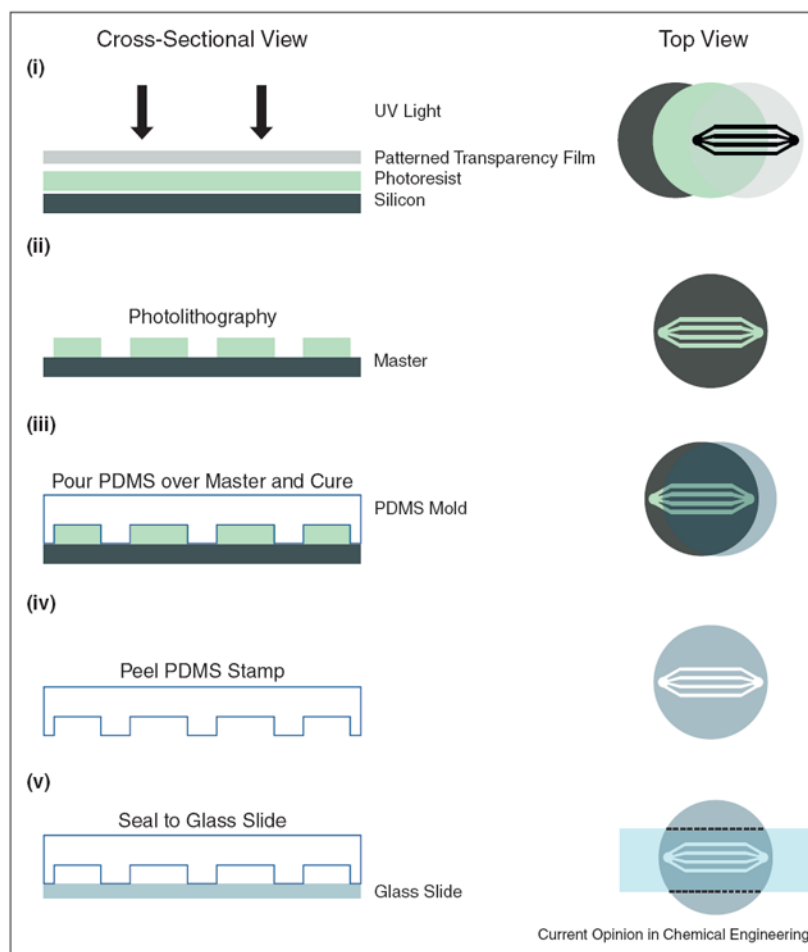 Cross-Sectional View
Top View
(i)
UV Light
Patterned Transparency Film
Photoresist
Silicon
(ii)
Photolithography
Master
(iii)
Pour PDMS over Master and Cure
PDMS Mold
(iv)
Peel PDMS Stamp
(v)
Seal to Glass Slide
Glass Slide
Current Opinion in Chemical Engineering